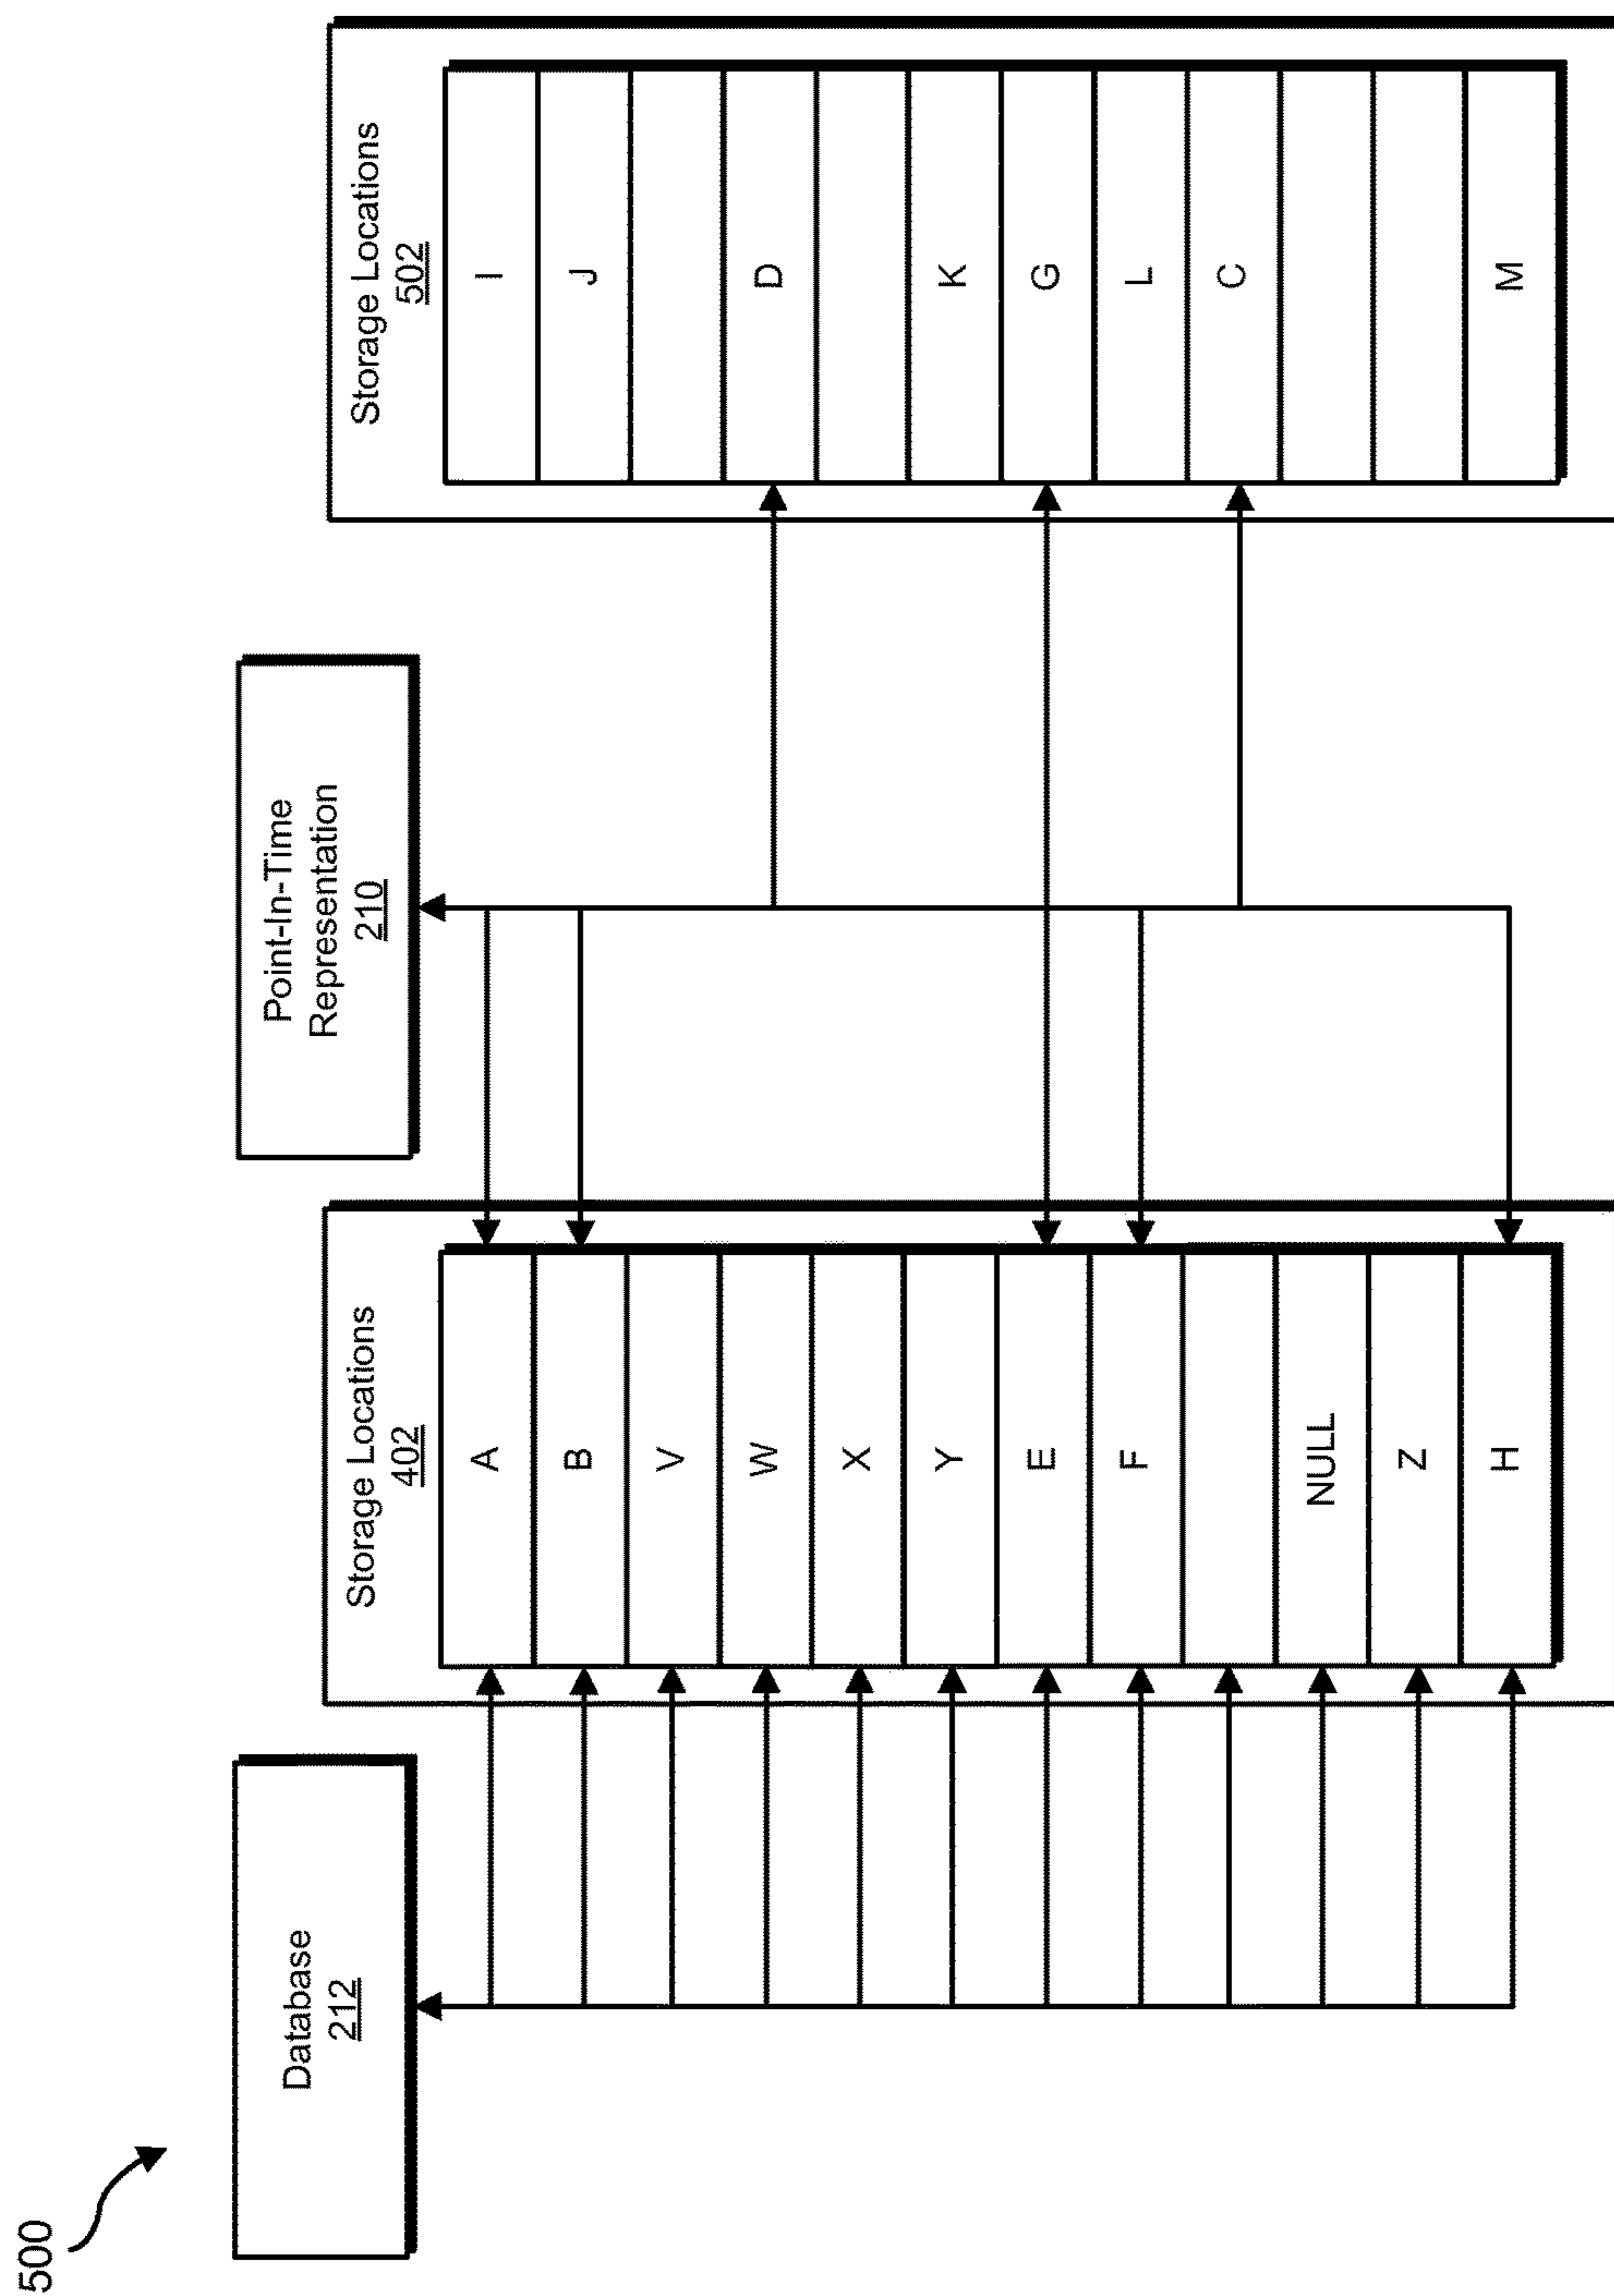 500
Database
212
Point-In-Time
Representation
210
Storage Locations
402
A
B
V
W
X
Y
E
F
NULL
Z
H
Storage Locations
502
I
J
D
K
G
L
C
M